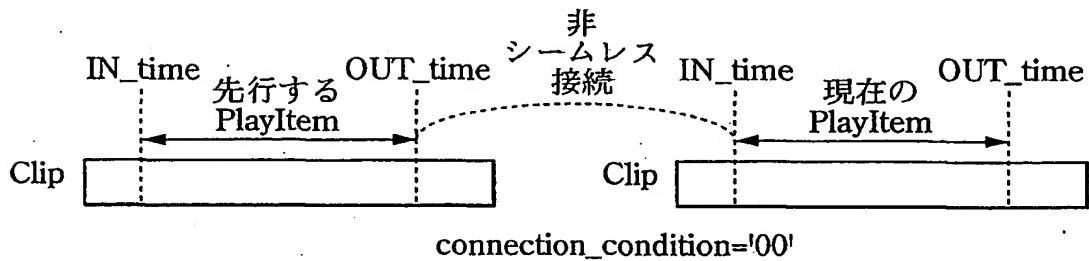 非
シームレス
接続
IN_time
OUT_time
IN_time
OUT_time
先行する
PlayItem
現在の
PlayItem
Clip
Clip
connection_condition='00'